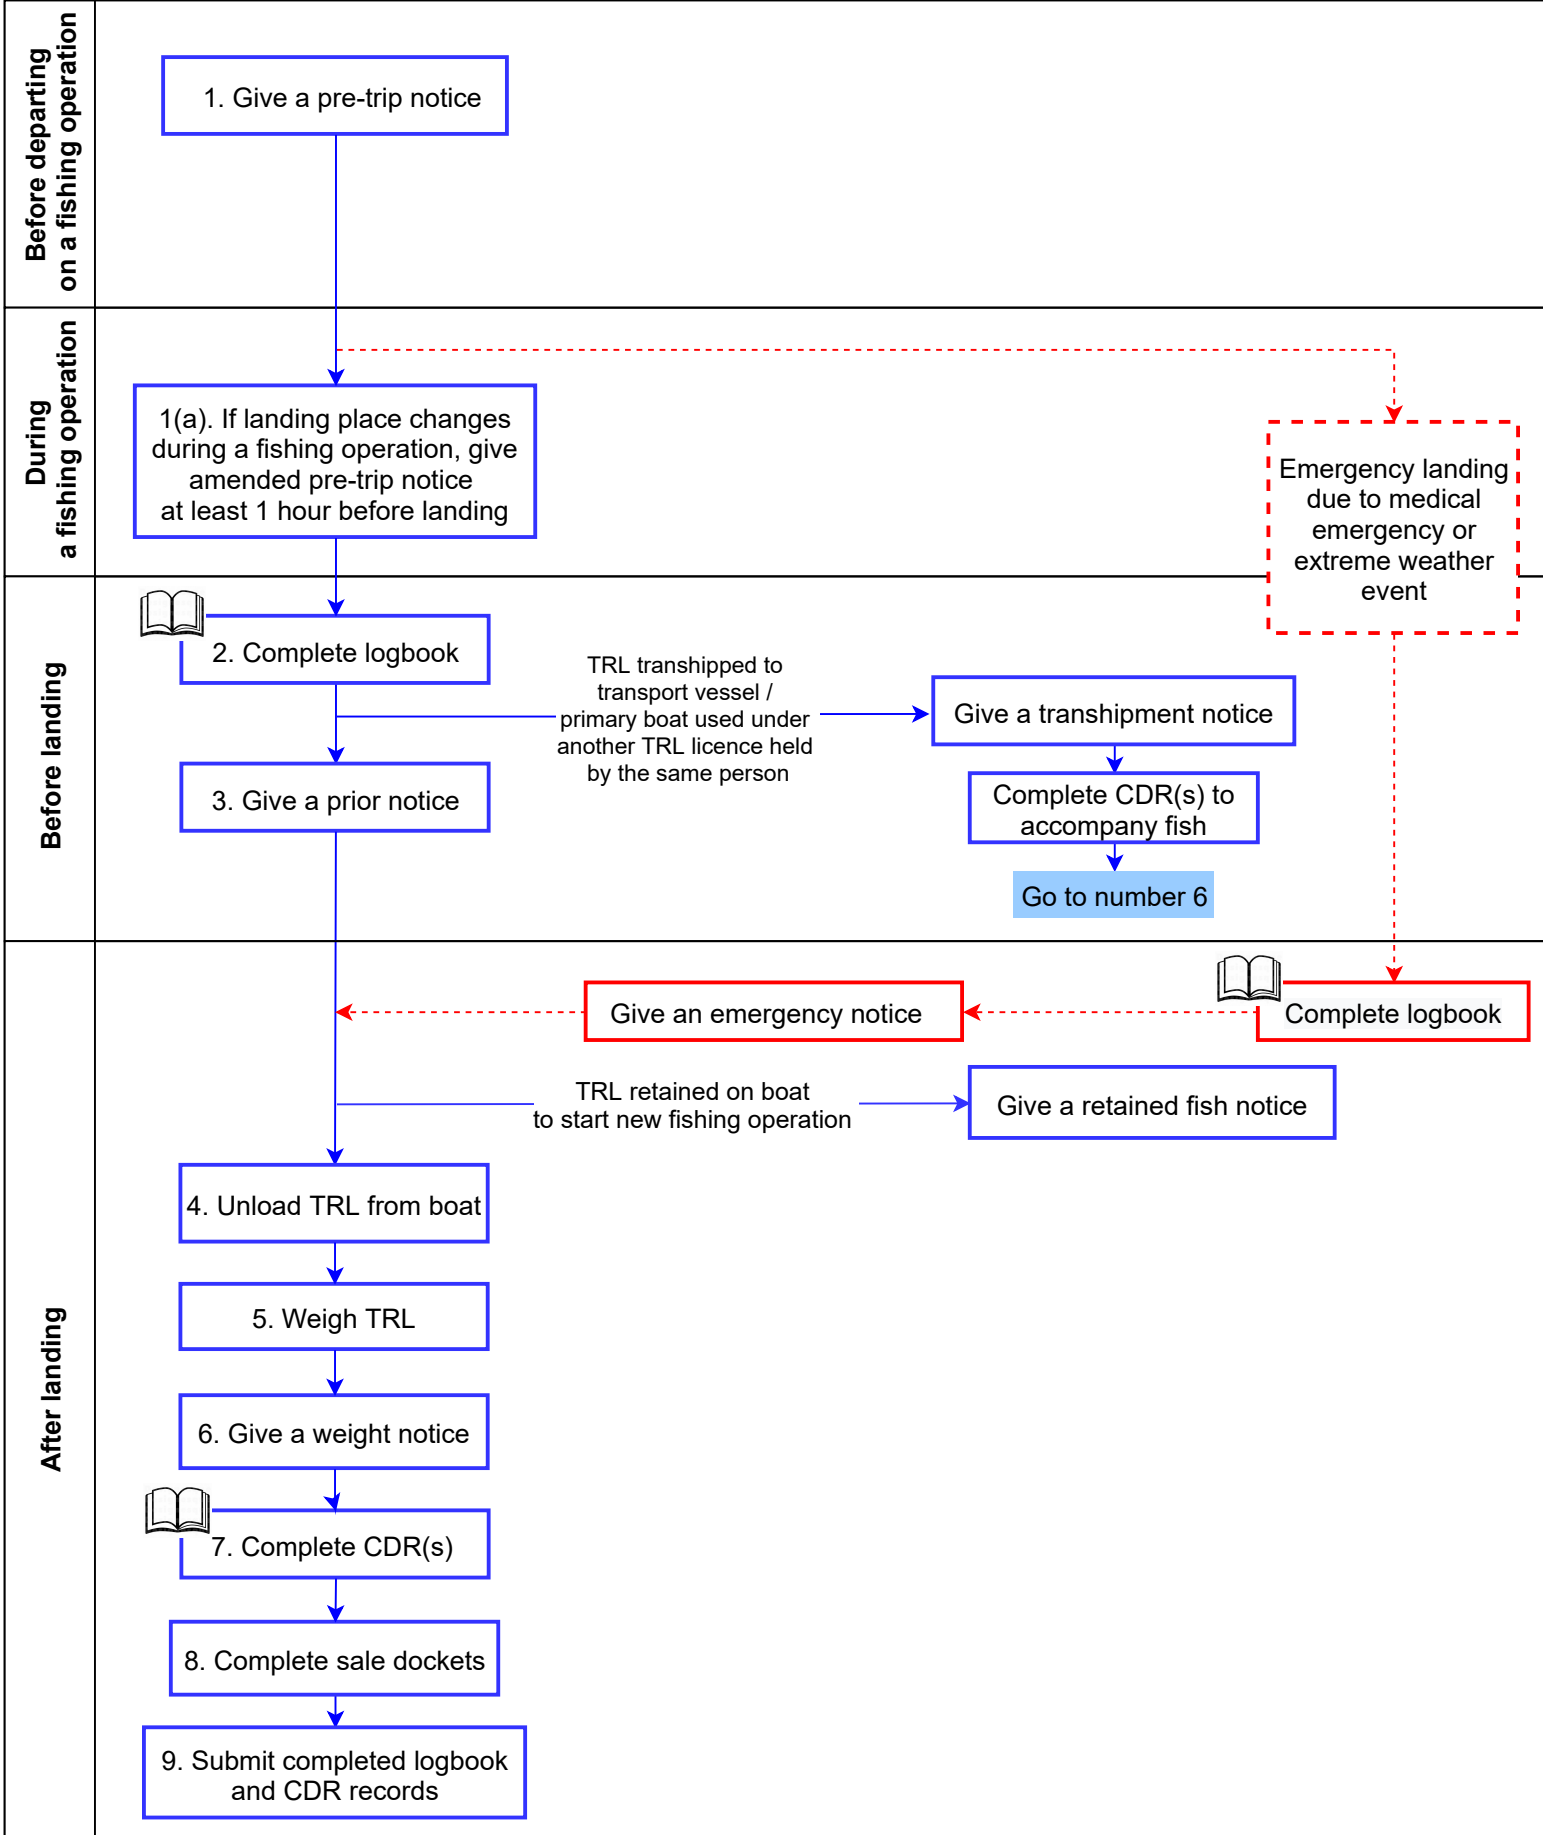 Before departing
on a fishing operation
1. Give a pre-trip notice
During
a fishing operation
1(a). If landing place changes
during a fishing operation, give
amended pre-trip notice
at least 1 hour before landing
Emergency landing
due to medical
emergency or
extreme weather
event
Before landing
2. Complete logbook
TRL transhipped to
transport vessel /
primary boat used under
another TRL licence held
by the same person
Give a transhipment notice
3. Give a prior notice
Complete CDR(s) to
accompany fish
Go to number 6
After landing
Give an emergency notice
Complete logbook
TRL retained on boat
to start new fishing operation
Give a retained fish notice
4. Unload TRL from boat
5. Weigh TRL
6. Give a weight notice
7. Complete CDR(s)
8. Complete sale dockets
9. Submit completed logbook
and CDR records